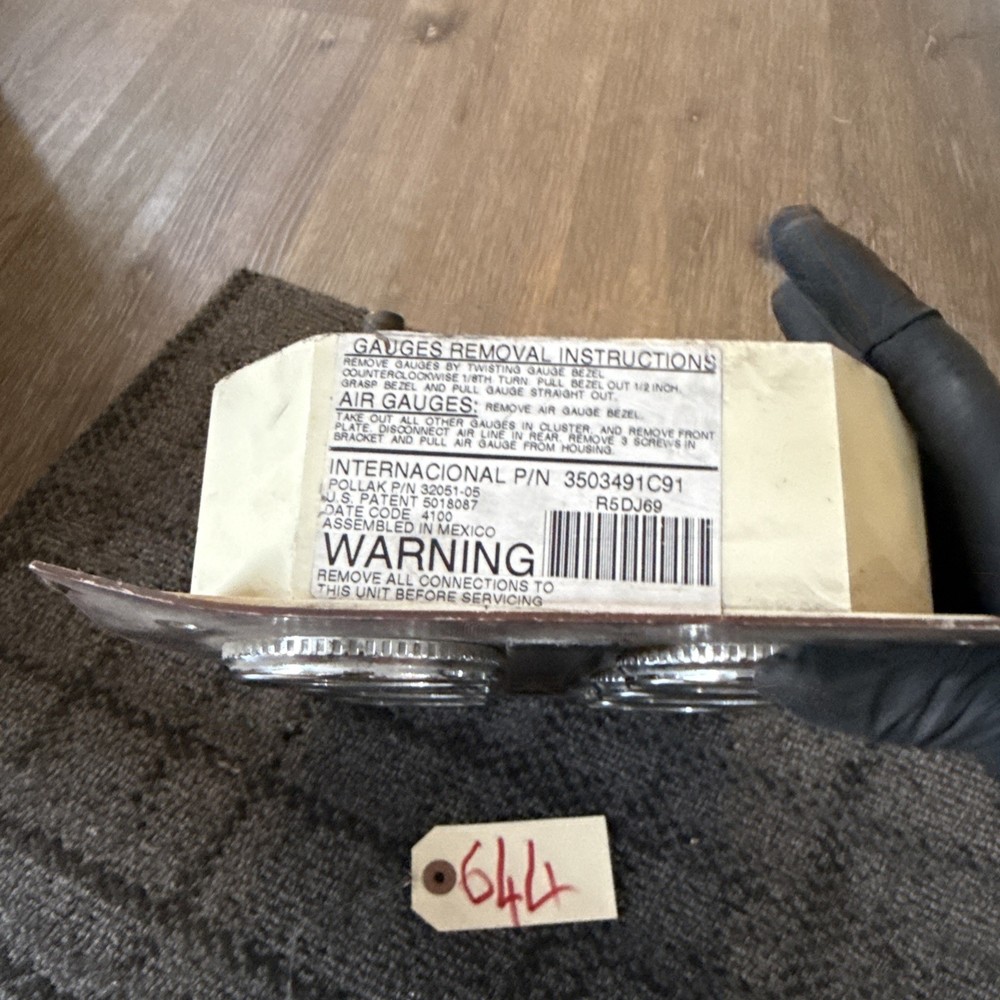 GAUGES REMOVAL INSTRUCTIONS
REMOVE GAUGES BY TWISTING GAUGE BEZEL
COUNTERCLOCKWISE 1/8TH TURN. PULL BEZEL OUT 1/2 INCH.
GRASP BEZEL AND PULL GAUGE STRAIGHT OUT.
AIR GAUGES: REMOVE AIR GAUGE BEZEL.
TAKE OUT ALL OTHER GAUGES IN CLUSTER, AND REMOVE FRONT
PLATE. DISCONNECT AIR LINE IN REAR. REMOVE 3 SCREWS IN
BRACKET AND PULL AIR GAUGE FROM HOUSING.
INTERNACIONAL P/N 3503491C91
POLLAK P/N 32051-05 R5DJ69
U.S. PATENT 5018087
DATE CODE 4100
ASSEMBLED IN MEXICO
WARNING
REMOVE ALL CONNECTIONS TO
THIS UNIT BEFORE SERVICING
644